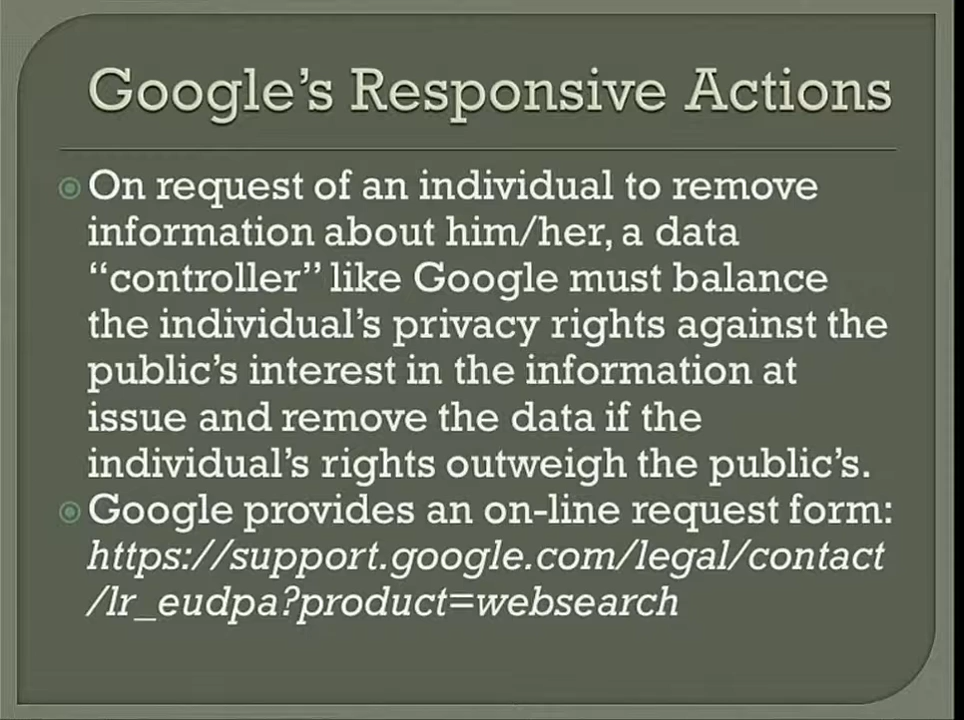 Google’s Responsive Actions
On request of an individual to remove
information about him/her, a data
“controller” like Google must balance
the individual’s privacy rights against the
public’s interest in the information at
issue and remove the data if the
individual’s rights outweigh the public’s.
Google provides an on-line request form:
https://support.google.com/legal/contact
/lr_eudpa?product=websearch